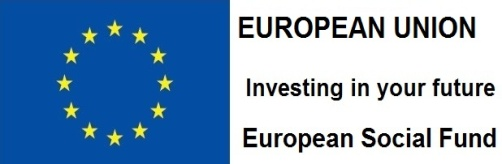 EUROPEAN UNION
Investing in your future
European Social Fund